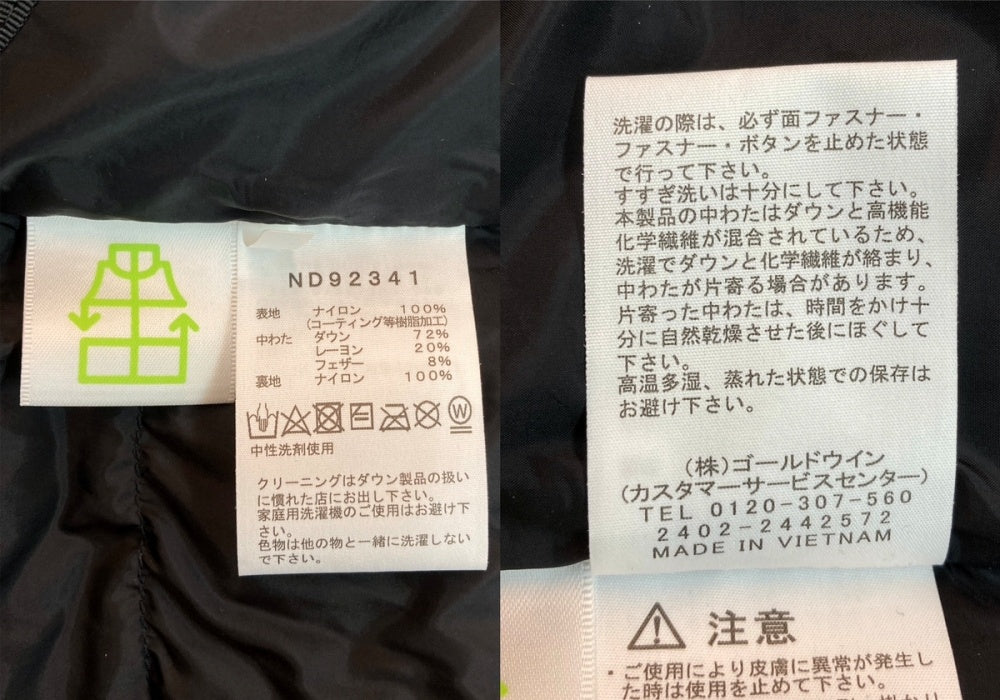 ND92341
表地 ナイロン 100%
(コーティング等樹脂加工)
中わた ダウン 72%
レーヨン 20%
フェザー 8%
裏地 ナイロン 100%
W
中性洗剤使用
クリーニングはダウン製品の扱い
に慣れた店にお出し下さい。
家庭用洗濯機のご使用はお避け下
さい。
色物は他の物と一緒に洗濯しない
で下さい。
洗濯の際は、必ず面ファスナー・
ファスナー・ボタンを止めた状態
で行って下さい。
すすぎ洗いは十分にして下さい。
本製品の中わたはダウンと高機能
化学繊維が混合されているため、
洗濯でダウンと化学繊維が絡まり、
中わたが片寄る場合があります。
片寄った中わたは、時間をかけ十
分に自然乾燥させた後にほぐして
下さい。
高温多湿、蒸れた状態での保存は
お避け下さい。
(株)ゴールドウイン
(カスタマーサービスセンター)
TEL 0120-307-560
2402-2442572
MADE IN VIETNAM
注意
・ご使用により皮膚に異常が発生し
た時は使用を止めて下さい。